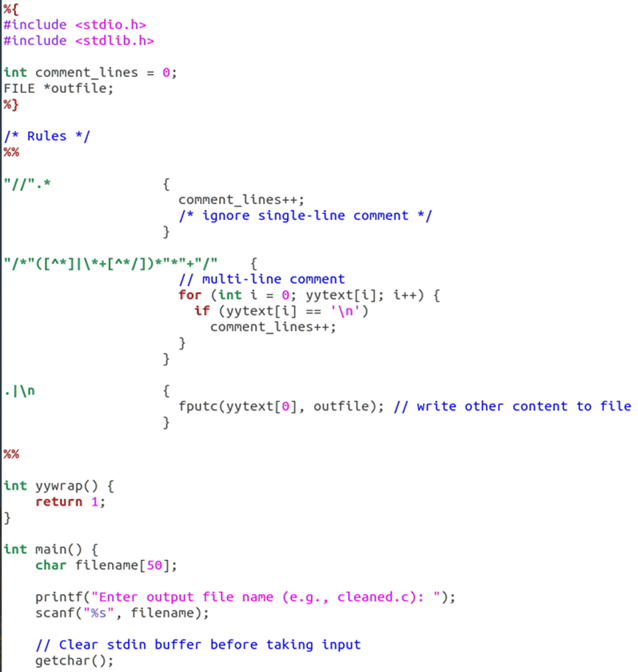 %{
#include <stdio.h>
#include <stdlib.h>

int comment_lines = 0;
FILE *outfile;
%}

/* Rules */
%%

"//".*              {
                      comment_lines++;
                      /* ignore single-line comment */
                    }

"/*"([^*]|\*+[^*/])*"*"+"/"    {
                      // multi-line comment
                      for (int i = 0; yytext[i]; i++) {
                        if (yytext[i] == '\n')
                          comment_lines++;
                      }
                    }

.|\n                {
                      fputc(yytext[0], outfile); // write other content to file
                    }

%%

int yywrap() {
    return 1;
}

int main() {
    char filename[50];

    printf("Enter output file name (e.g., cleaned.c): ");
    scanf("%s", filename);

    // Clear stdin buffer before taking input
    getchar();